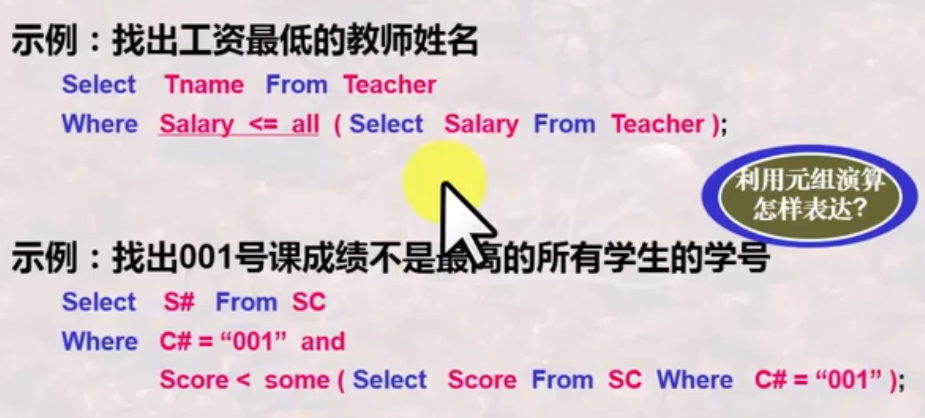 示例：找出工资最低的教师姓名
Select Tname From Teacher
Where Salary <= all ( Select Salary From Teacher );
利用元组演算
怎样表达?
示例：找出001号课成绩不是最高的所有学生的学号
Select S# From SC
Where C# = “001” and
Score < some ( Select Score From SC Where C# = “001” );